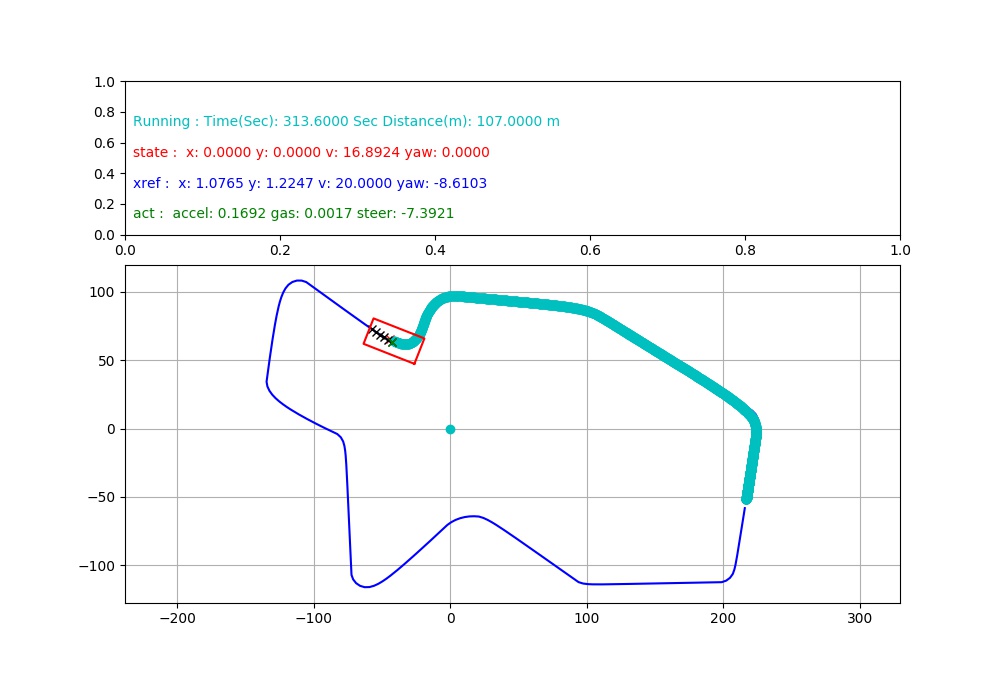 1.0
0.8
0.6
0.4
0.2
0.0
Running : Time(Sec): 313.6000 Sec Distance(m): 107.0000 m
state :  x: 0.0000 y: 0.0000 v: 16.8924 yaw: 0.0000
xref :  x: 1.0765 y: 1.2247 v: 20.0000 yaw: -8.6103
act :  accel: 0.1692 gas: 0.0017 steer: -7.3921
0.0 0.2 0.4 0.6 0.8 1.0
100
50
0
−50
−100
−200 −100 0 100 200 300